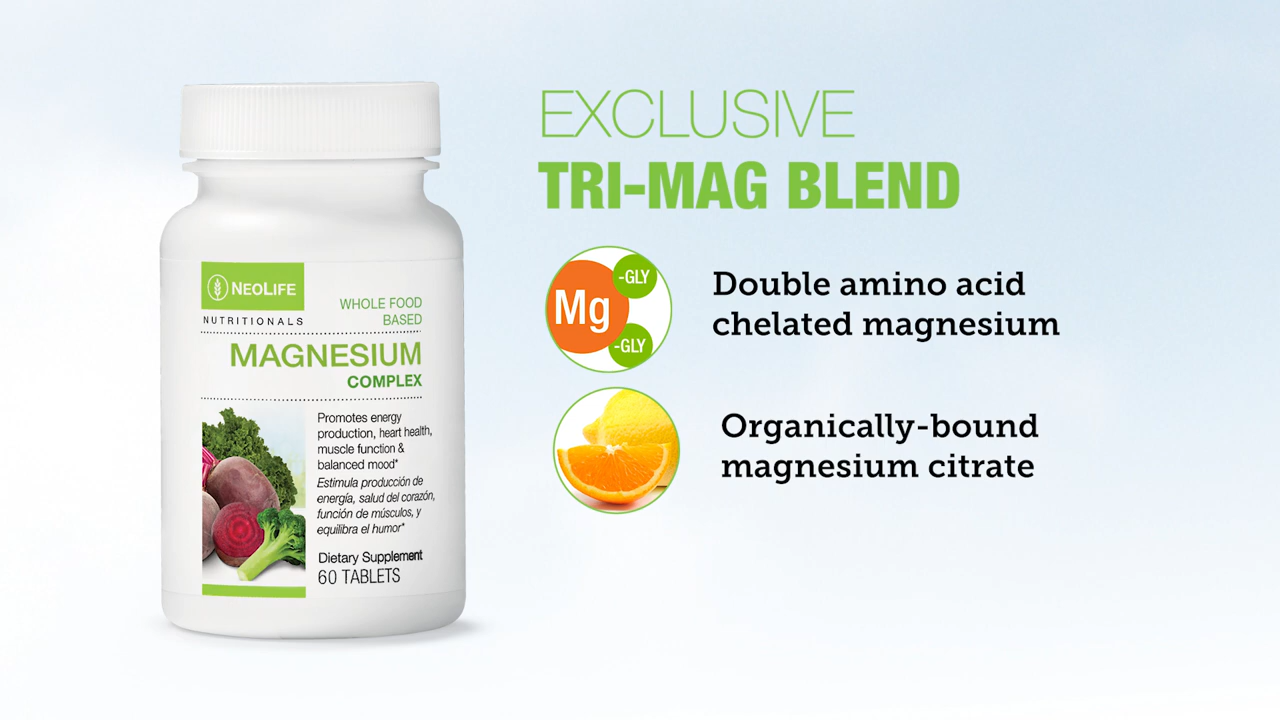 EXCLUSIVE
TRI-MAG BLEND
Mg
-GLY
-GLY
Double amino acid
chelated magnesium
Organically-bound
magnesium citrate
NEOLIFE
NUTRITIONALS
WHOLE FOOD
BASED
MAGNESIUM
COMPLEX
Promotes energy
production, heart health,
muscle function &
balanced mood*
Estimula producción de
energía, salud del corazón,
función de músculos, y
equilibra el humor*
Dietary Supplement
60 TABLETS